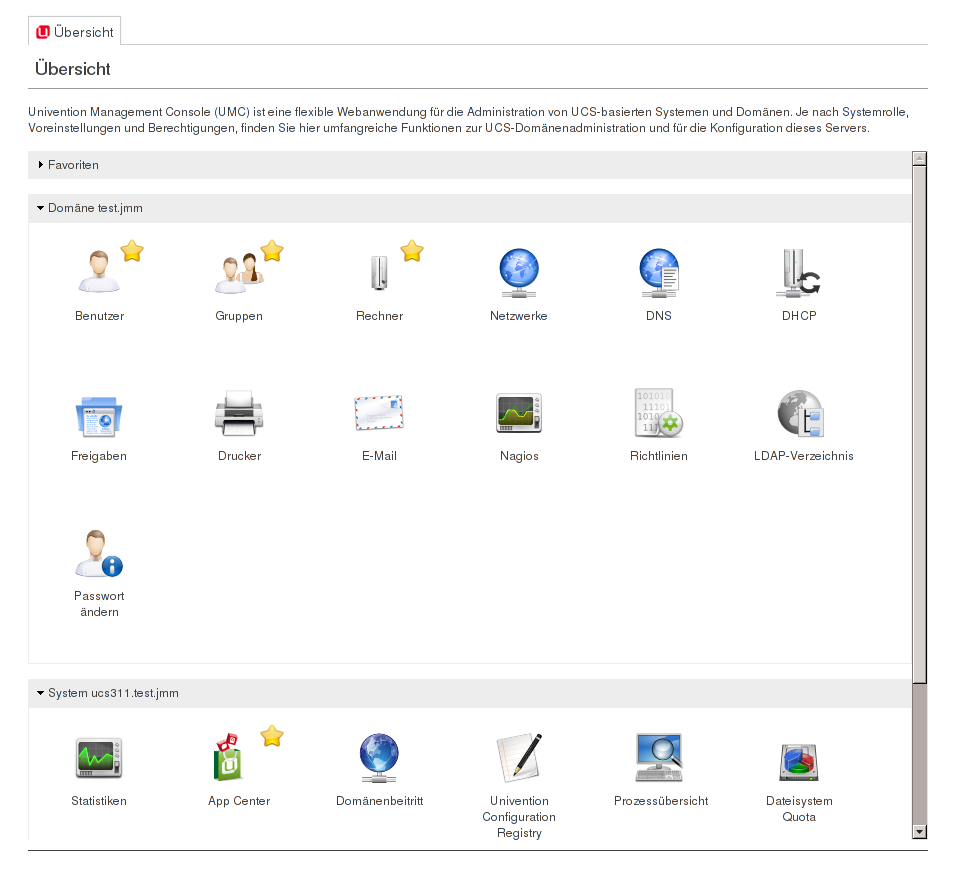 Übersicht
Übersicht
Univention Management Console (UMC) ist eine flexible Webanwendung für die Administration von UCS-basierten Systemen und Domänen. Je nach Systemrolle,
Voreinstellungen und Berechtigungen, finden Sie hier umfangreiche Funktionen zur UCS-Domänenadministration und für die Konfiguration dieses Servers.
Favoriten
Domäne test.jmm
Benutzer
Gruppen
Rechner
Netzwerke
DNS
DHCP
Freigaben
Drucker
E-Mail
Nagios
Richtlinien
LDAP-Verzeichnis
Passwort
ändern
System ucs311.test.jmm
Statistiken
App Center
Domänenbeitritt
Univention
Configuration
Registry
Prozessübersicht
Dateisystem
Quota